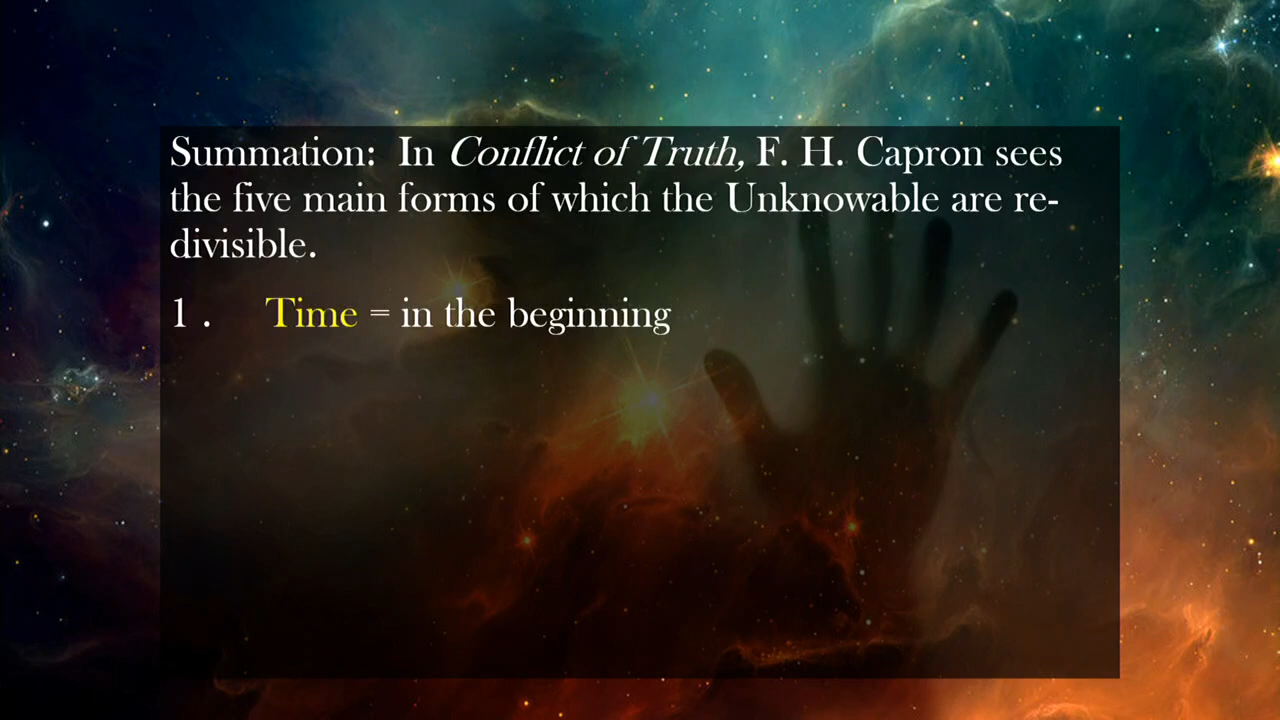 Summation:  In Conflict of Truth, F. H. Capron sees
the five main forms of which the Unknowable are re-
divisible.
1 .    Time = in the beginning